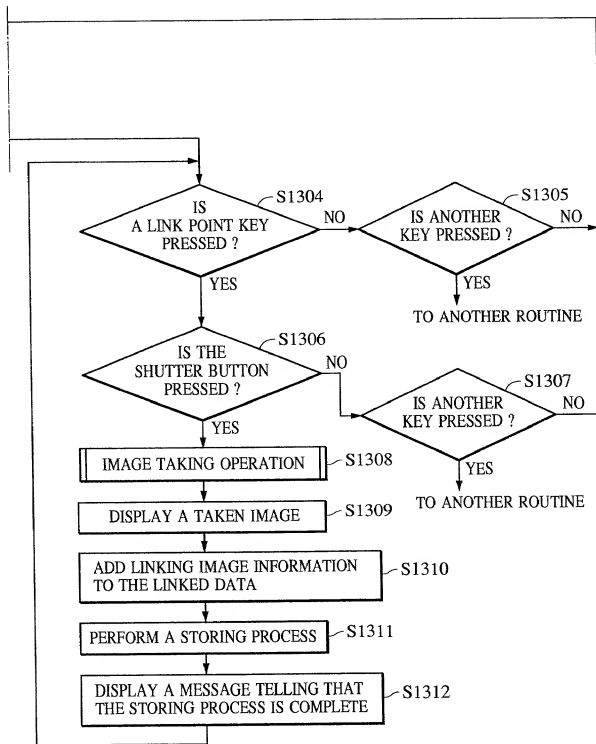 S1304
IS
A LINK POINT KEY
PRESSED ?
NO
YES
S1305
IS ANOTHER
KEY PRESSED ?
NO
YES
TO ANOTHER ROUTINE
S1306
IS THE
SHUTTER BUTTON
PRESSED ?
NO
YES
S1307
IS ANOTHER
KEY PRESSED ?
NO
YES
TO ANOTHER ROUTINE
IMAGE TAKING OPERATION
S1308
DISPLAY A TAKEN IMAGE
S1309
ADD LINKING IMAGE INFORMATION
TO THE LINKED DATA
S1310
PERFORM A STORING PROCESS
S1311
DISPLAY A MESSAGE TELLING THAT
THE STORING PROCESS IS COMPLETE
S1312